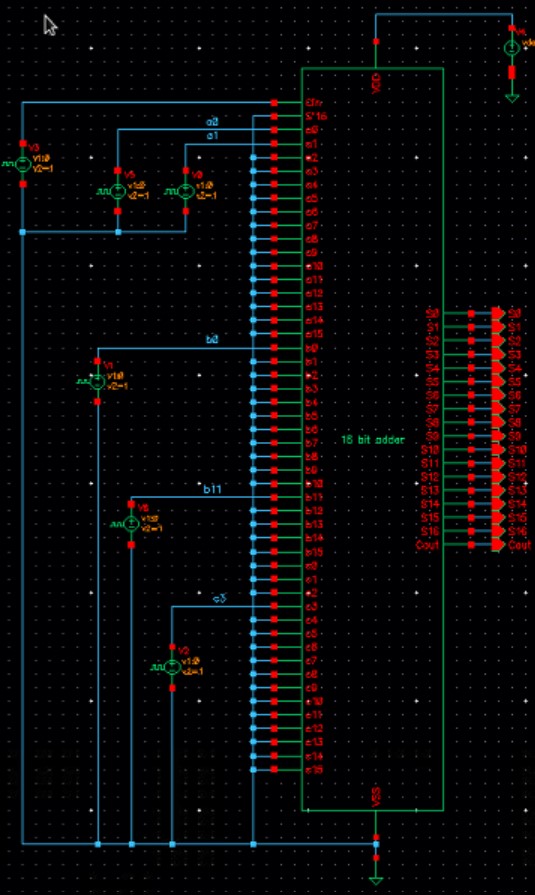 VDD
S'16
a0
a0
a1
a1
a2
a3
a4
a5
a6
a7
a8
a9
a10
a11
a12
a13
a14
a15
b0
b0
b1
b2
b3
b4
b5
b6
b7
b8
b9
b10
b11
b11
b12
b13
b14
b15
c0
c1
c2
c3
c3
c4
c5
c6
c7
c8
c9
c10
c11
c12
c13
c14
c15
16 bit adder
S0 S0
S1 S1
S2 S2
S3 S3
S4 S4
S5 S5
S6 S6
S7 S7
S8 S8
S9 S9
S10 S10
S11 S11
S12 S12
S13 S13
S14 S14
S15 S15
S16 S16
Cout Cout
V3
v1:0
v2=:1
v1:0
v2=:1
v1:0
v2=:1
v1:0
v2=:1
v1:0
v2=:1
V2
v1:0
v2=:1
VSS